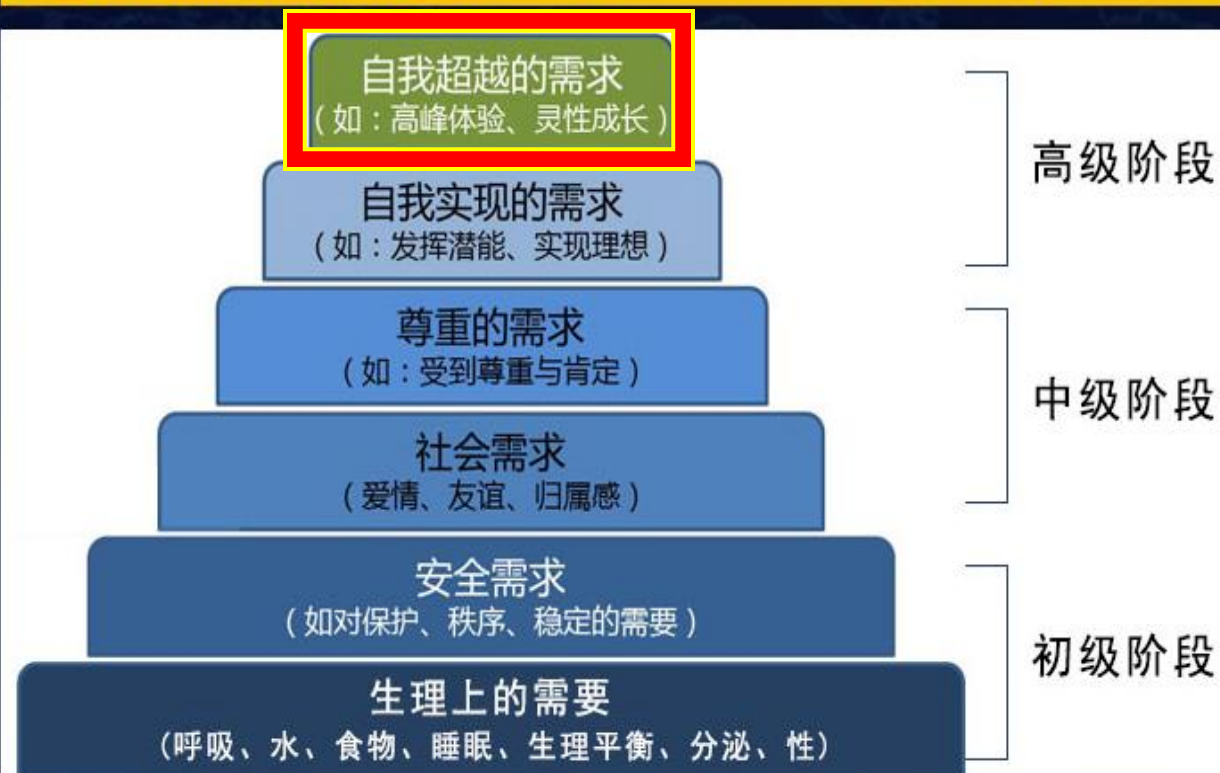 自我超越的需求
(如：高峰体验、灵性成长)
自我实现的需求
(如：发挥潜能、实现理想)
高级阶段
尊重的需求
(如：受到尊重与肯定)
社会需求
(爱情、友谊、归属感)
中级阶段
安全需求
(如对保护、秩序、稳定的需要)
生理上的需要
(呼吸、水、食物、睡眠、生理平衡、分泌、性)
初级阶段